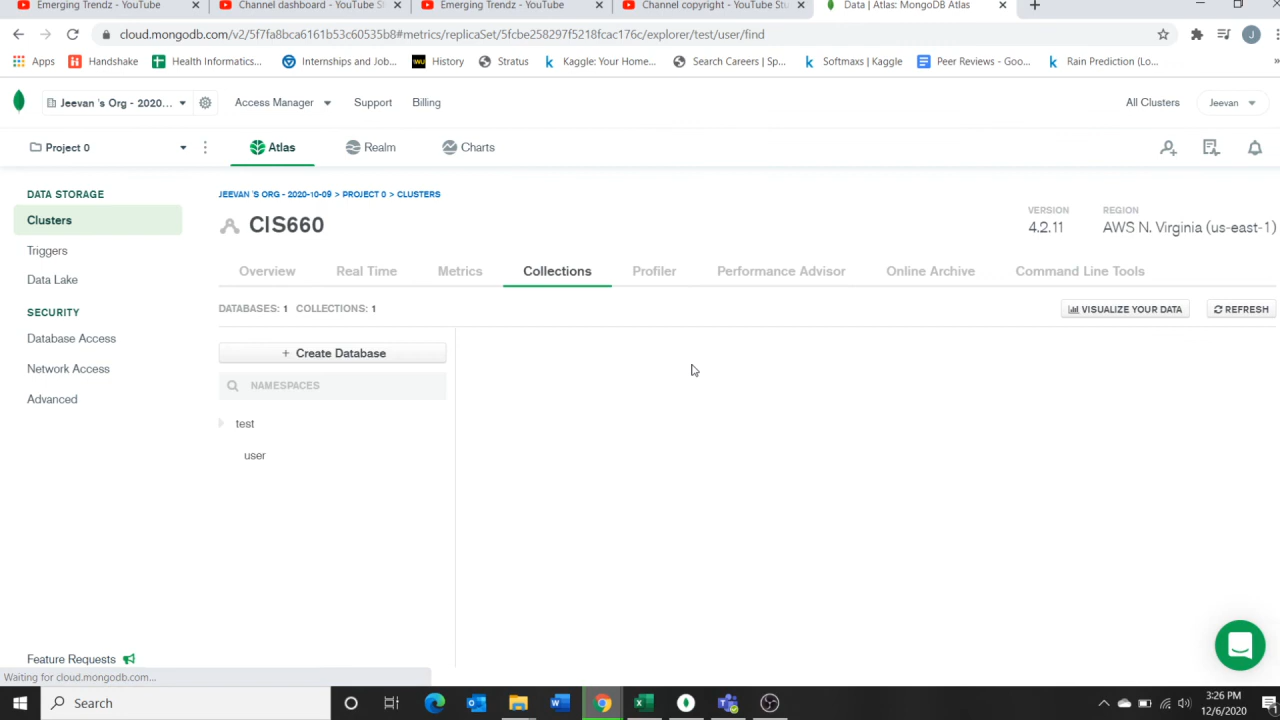 Emerging Trendz - YouTube
Channel dashboard - YouTube St
Emerging Trendz - YouTube
Channel copyright - YouTube Stu
Data | Atlas: MongoDB Atlas
cloud.mongodb.com/v2/5f7fa8bca6161b53c60535b8#metrics/replicaSet/5fcbe258297f5218fcac176c/explorer/test/user/find
J
Apps
Handshake
Health Informatics...
Internships and Job...
WU
History
Stratus
Kaggle: Your Home...
Search Careers | Sp...
Softmaxs | Kaggle
Peer Reviews - Goo...
Rain Prediction (Lo...
»
Jeevan 's Org - 2020...
Access Manager
Support
Billing
All Clusters
Jeevan
Project 0
Atlas
Realm
Charts
DATA STORAGE
Clusters
Triggers
Data Lake
SECURITY
Database Access
Network Access
Advanced
Feature Requests
JEEVAN 'S ORG - 2020-10-09 > PROJECT 0 > CLUSTERS
CIS660
VERSION
4.2.11
REGION
AWS N. Virginia (us-east-1)
Overview
Real Time
Metrics
Collections
Profiler
Performance Advisor
Online Archive
Command Line Tools
DATABASES: 1 COLLECTIONS: 1
VISUALIZE YOUR DATA
REFRESH
+ Create Database
NAMESPACES
test
user
Waiting for cloud.mongodb.com...
Search
3:26 PM
12/6/2020